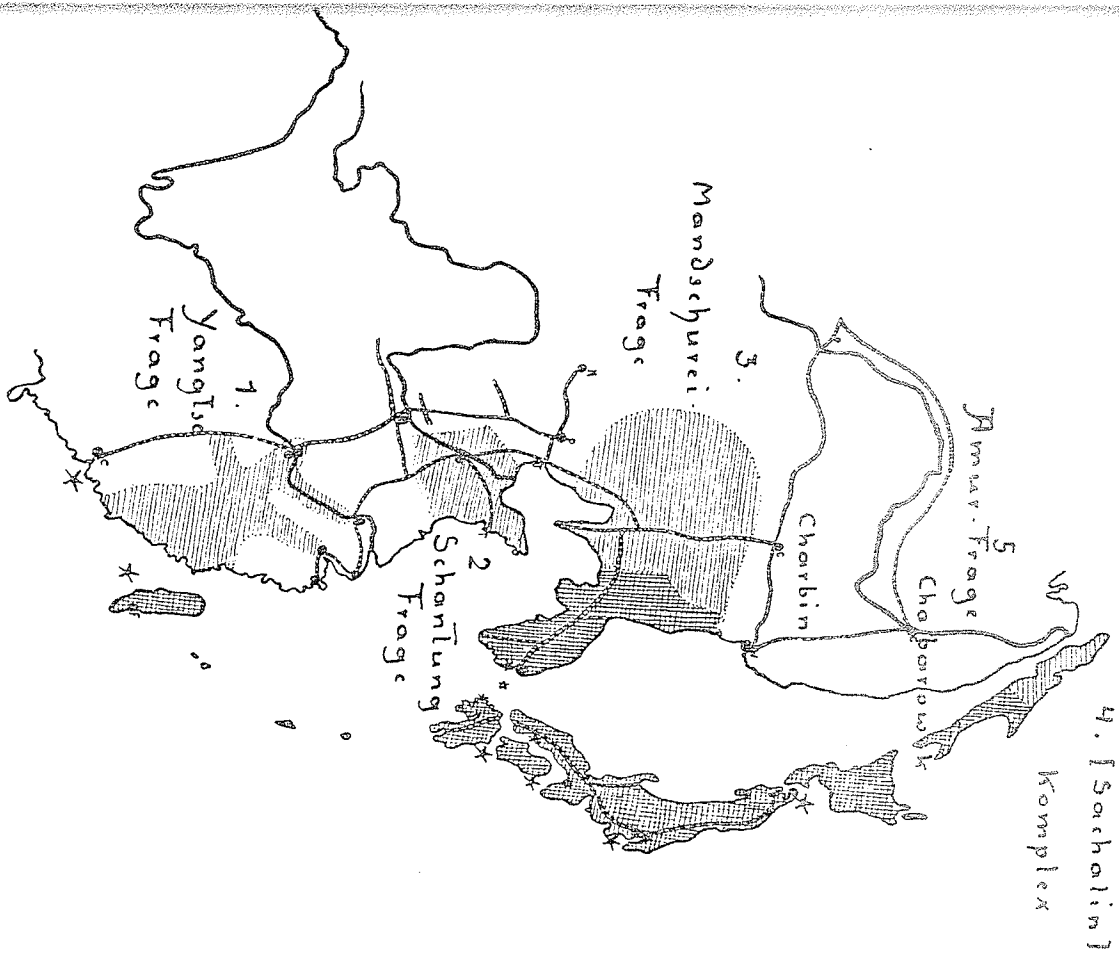 1.
Yangtse
Frage
2
Schantung
Frage
3.
Mandschurei-
Frage
4. [Sachalin]
Komplex
5
Amur-Frage
Charbin
Chabarowsk